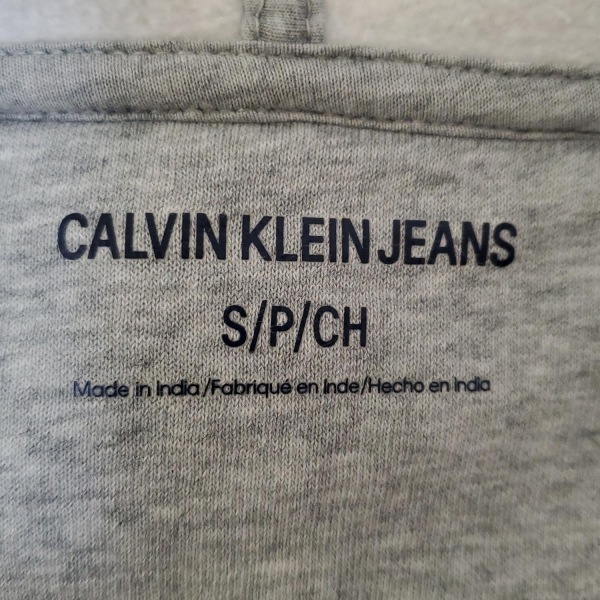 CALVIN KLEIN JEANS
S/P/CH
Made in India/Fabriqué en Inde/Hecho en India